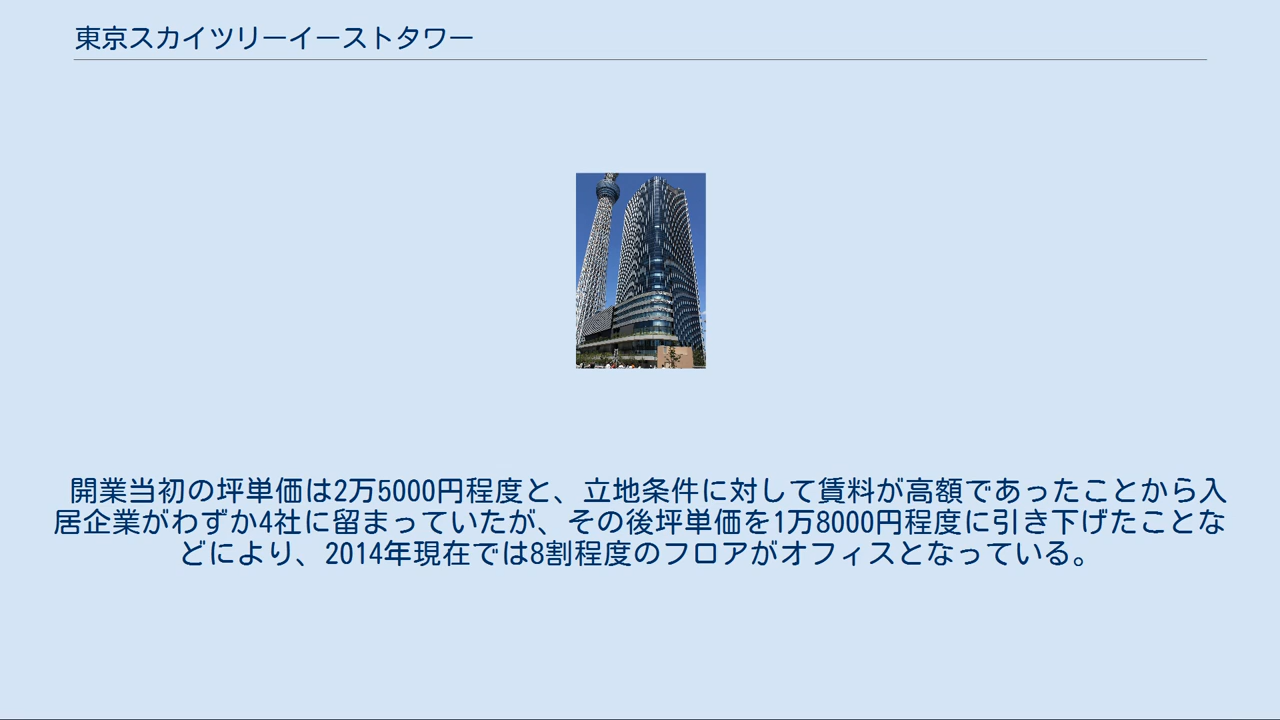 東京スカイツリーイーストタワー
開業当初の坪単価は2万5000円程度と、立地条件に対して賃料が高額であったことから入
居企業がわずか4社に留まっていたが、その後坪単価を1万8000円程度に引き下げたことな
どにより、2014年現在では8割程度のフロアがオフィスとなっている。